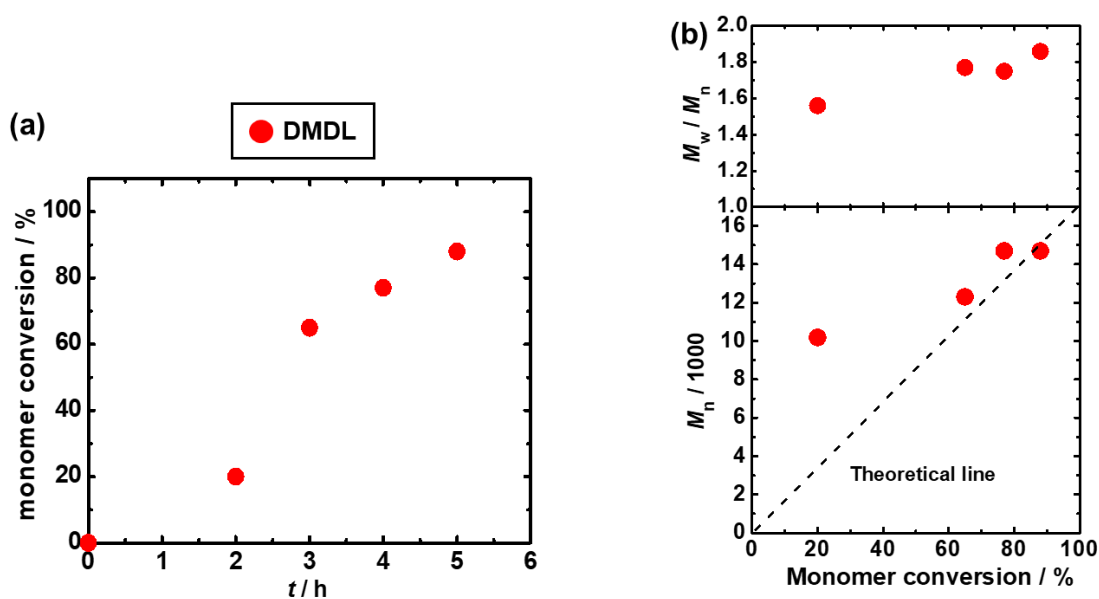 (a)
DMDL
monomer conversion / %
100
80
60
40
20
0
0 1 2 3 4 5 6
t / h
(b)
Mw / Mn
2.0
1.8
1.6
1.4
1.2
1.0
Mn / 1000
16
14
12
10
8
6
4
2
0
Theoretical line
0 20 40 60 80 100
Monomer conversion / %